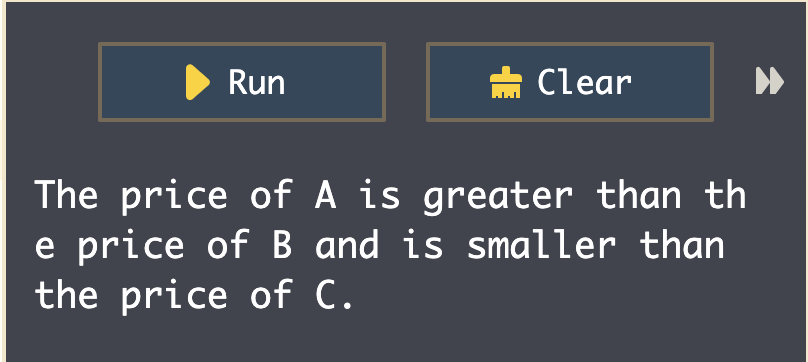 Run Clear
The price of A is greater than th
e price of B and is smaller than
the price of C.